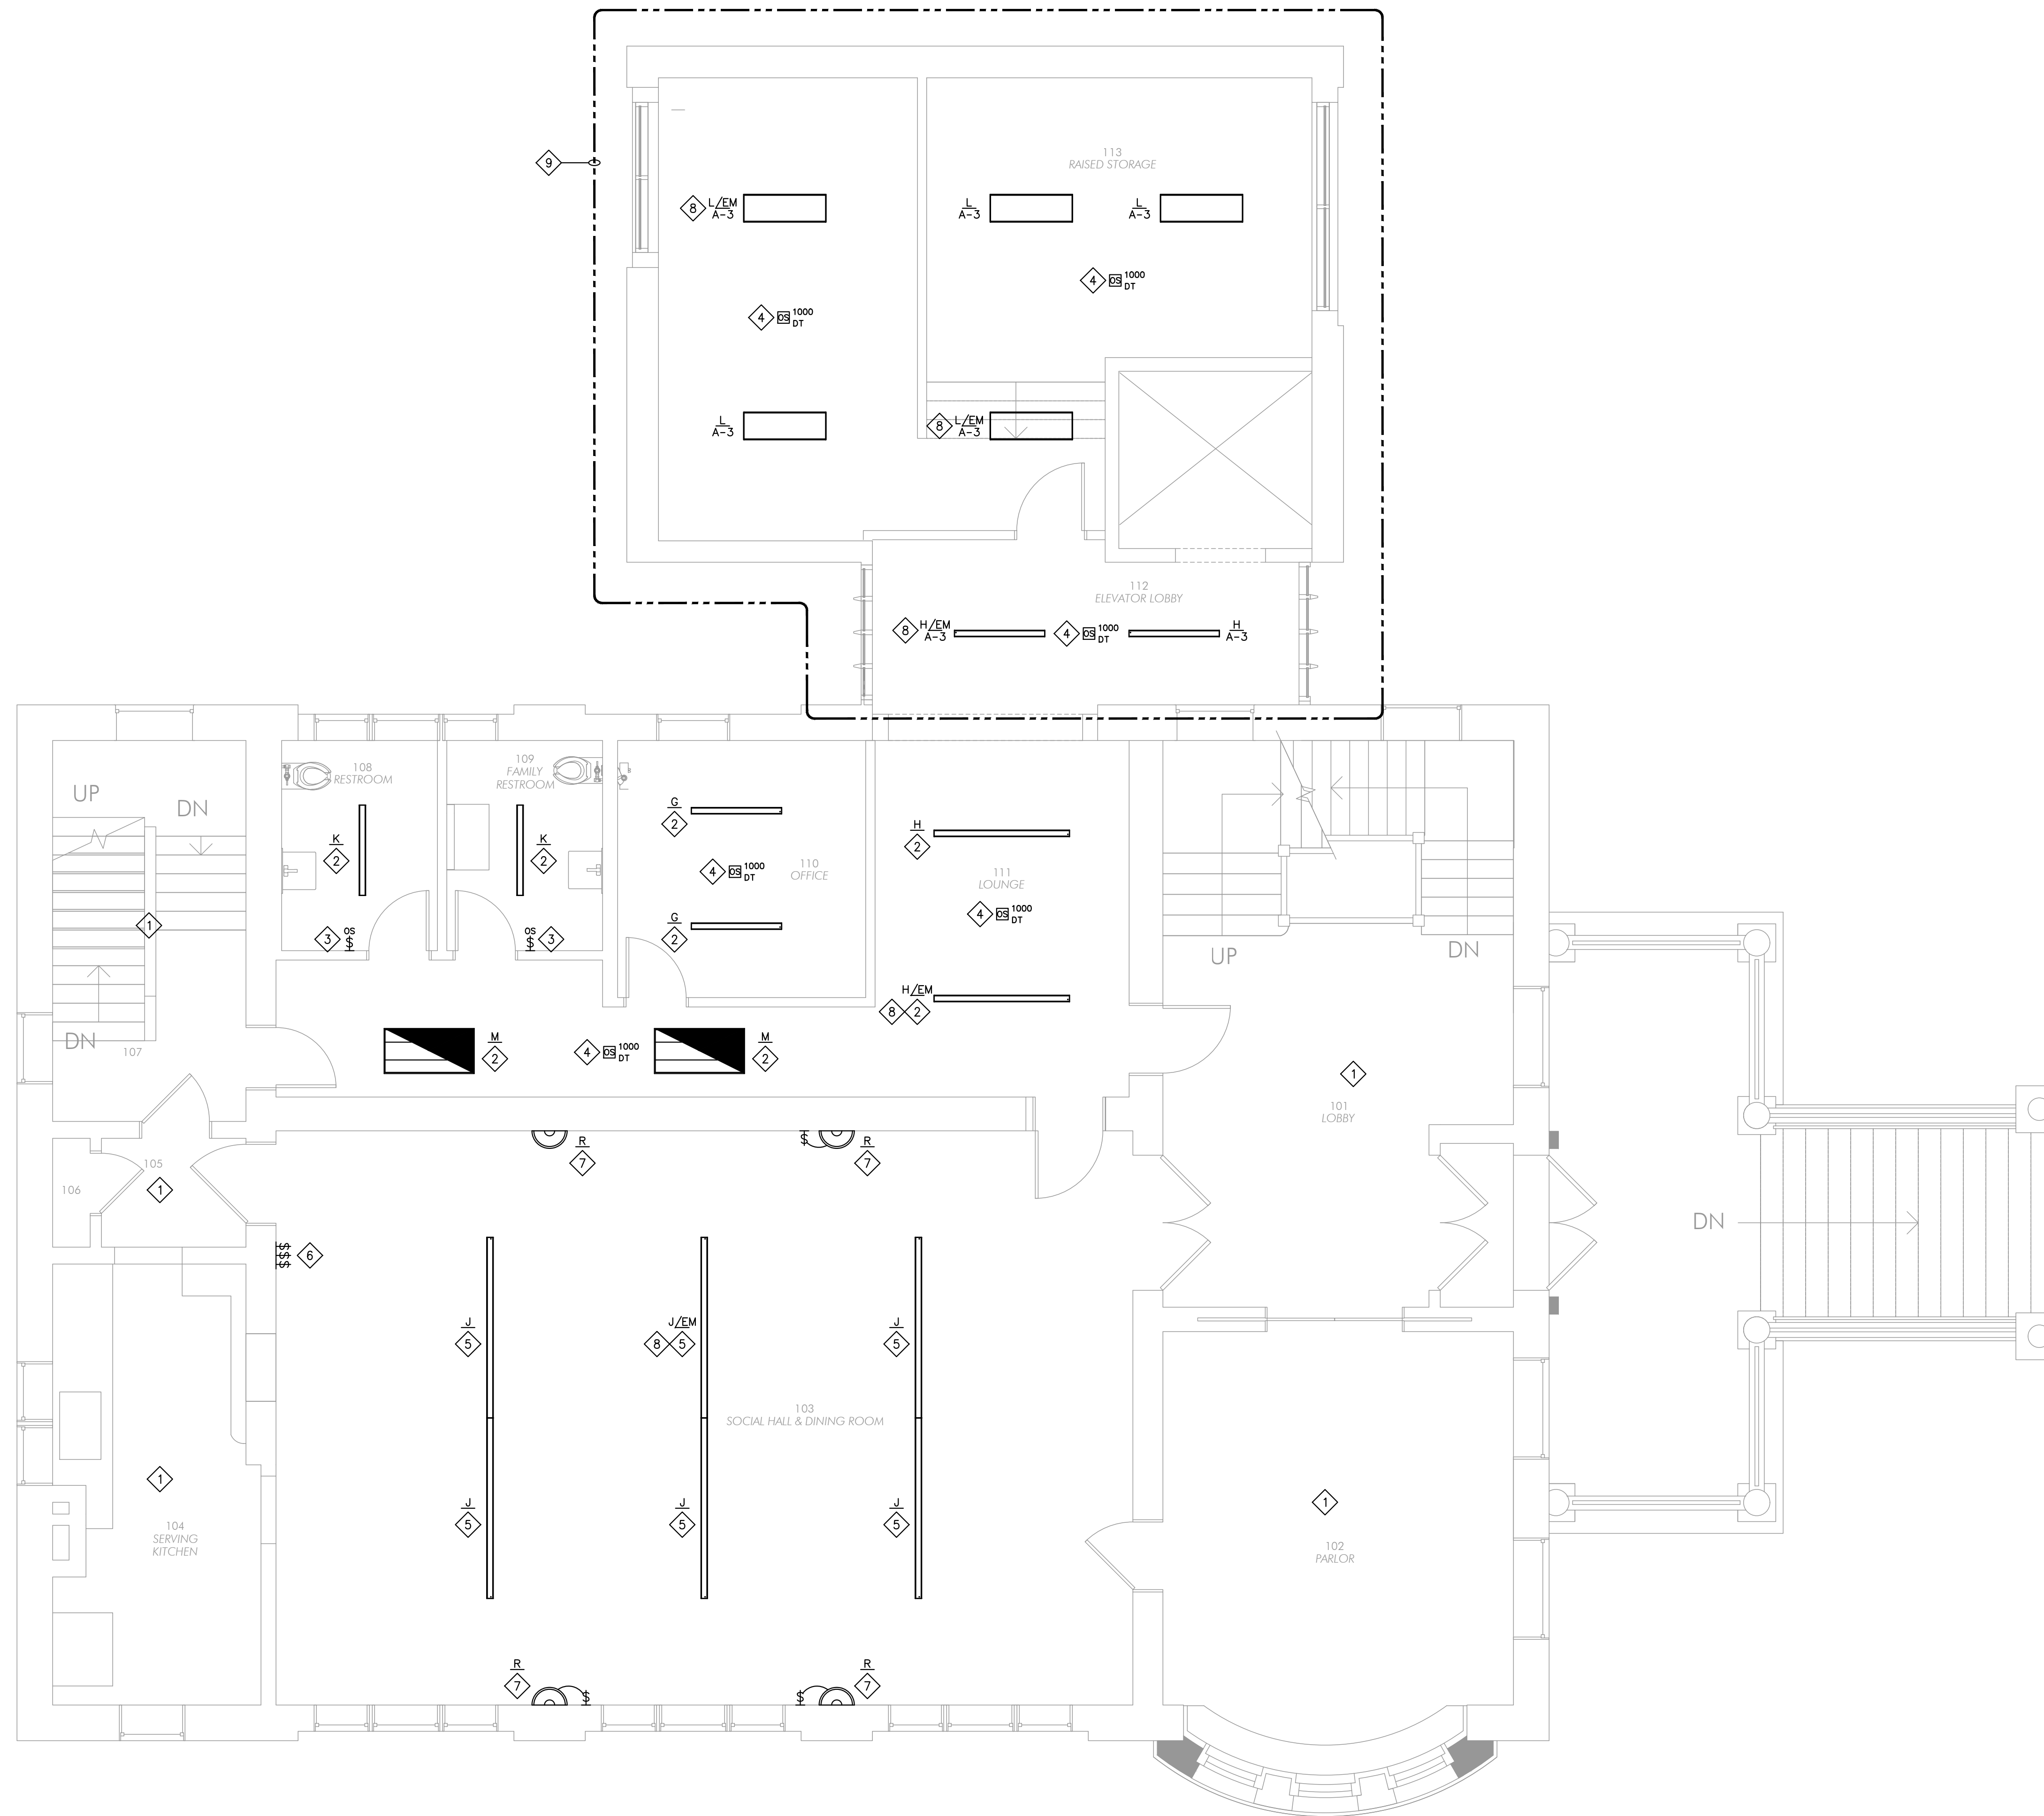 113
RAISED STORAGE
9
8
L/EM
A-3
L
A-3
L
A-3
4
OS
1000
DT
4
OS
1000
DT
L
A-3
8
L/EM
A-3
112
ELEVATOR LOBBY
8
H/EM
A-3
4
OS
1000
DT
H
A-3
108
RESTROOM
109
FAMILY
RESTROOM
UP
DN
G
2
K
2
K
2
H
2
4
OS
1000
DT
110
OFFICE
111
LOUNGE
1
3
OS
$
OS
$
3
G
2
4
OS
1000
DT
UP
DN
H/EM
8
2
DN
107
M
2
4
OS
1000
DT
M
2
1
101
LOBBY
R
7
$
R
7
105
106
1
$$$
6
DN
J
5
J/EM
8
5
J
5
103
SOCIAL HALL & DINING ROOM
1
J
5
J
5
J
5
1
104
SERVING
KITCHEN
102
PARLOR
R
7
$
$
R
7